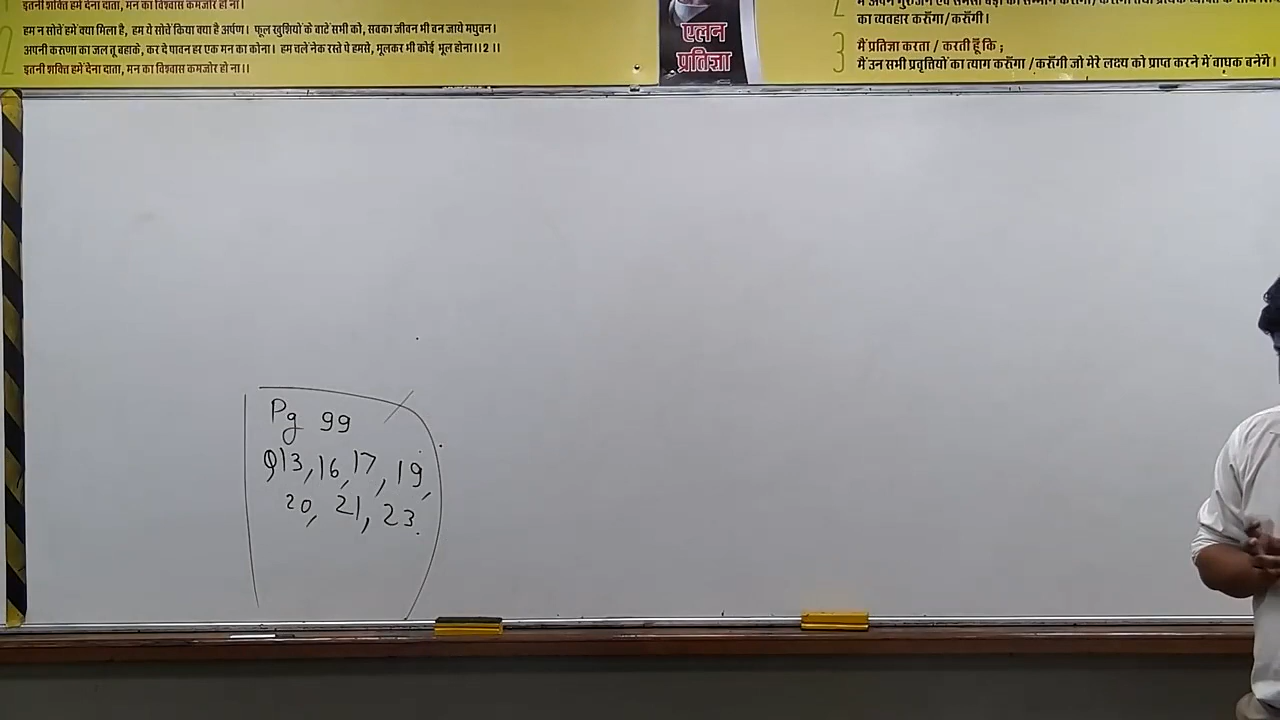 इतनी शक्ति हमें देना दाता, मन का विश्वास कमजोर हो ना।
2 हम न सोचें हमें क्या मिला है, हम ये सोचें किया क्या है अर्पण। फूल खुशियों के बाटें सभी को, सबका जीवन भी बन जाये मधुबन।
अपनी करुणा का जल तू बहाके, कर दे पावन हर एक मन का कोना। हम चलें नेक रस्ते पे हमसे, भूलकर भी कोई भूल होना।।2।।
इतनी शक्ति हमें देना दाता, मन का विश्वास कमजोर हो ना।।
एलन
प्रतिज्ञा
2
का व्यवहार करूँगा/करूँगी।
3 मैं प्रतिज्ञा करता / करती हूँ कि ;
मैं उन सभी प्रवृत्तियों का त्याग करूँगा / करूँगी जो मेरे लक्ष्य को प्राप्त करने में बाधक बनेंगे।
Pg 99
Q13, 16, 17, 19,
20, 21, 23.